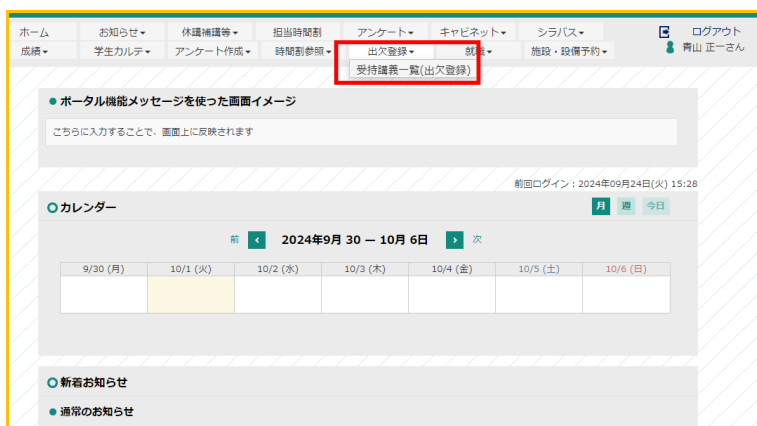 ホーム お知らせ▾ 休講補講等▾ 担当時間割 アンケート▾ キャビネット▾ シラバス▾ ログアウト
成績▾ 学生カルテ▾ アンケート作成▾ 時間割参照▾ 出欠登録▾ 就職▾ 施設・設備予約▾ 青山 正一さん
受持講義一覧(出欠登録)
ポータル機能メッセージを使った画面イメージ
こちらに入力することで、画面上に反映されます
前回ログイン：2024年09月24日(火) 15:28
カレンダー 月 週 今日
前 ‹ 2024年9月 30 — 10月 6日 › 次
9/30 (月) 10/1 (火) 10/2 (水) 10/3 (木) 10/4 (金) 10/5 (土) 10/6 (日)
新着お知らせ
通常のお知らせ